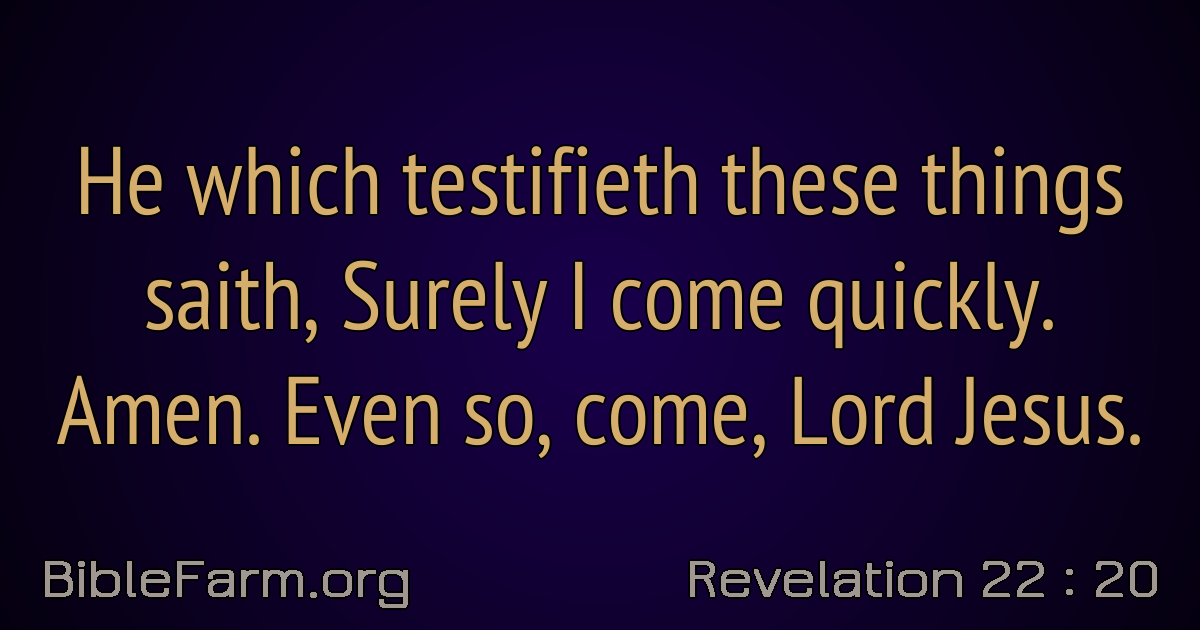 He which testifieth these things
saith, Surely I come quickly.
Amen. Even so, come, Lord Jesus.
BibleFarm.org
Revelation 22 : 20